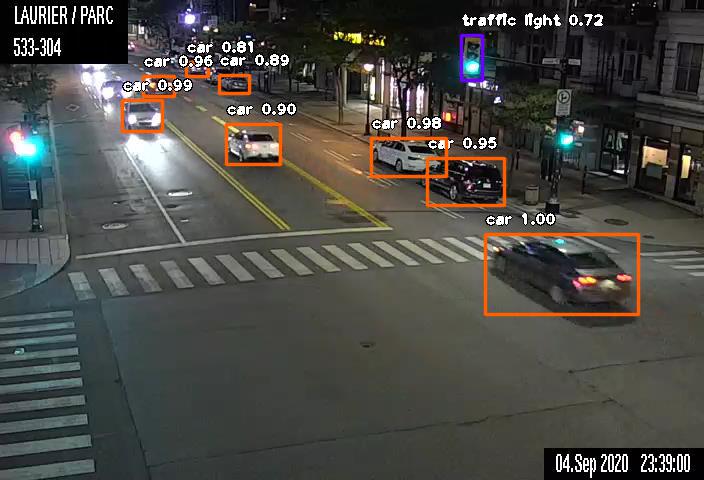 LAURIER / PARC
533-304
traffic light 0.72
car 0.81
car 0.96
car 0.89
car 0.99
car 0.90
car 0.98
car 0.95
car 1.00
P
04.Sep 2020 23:39:00